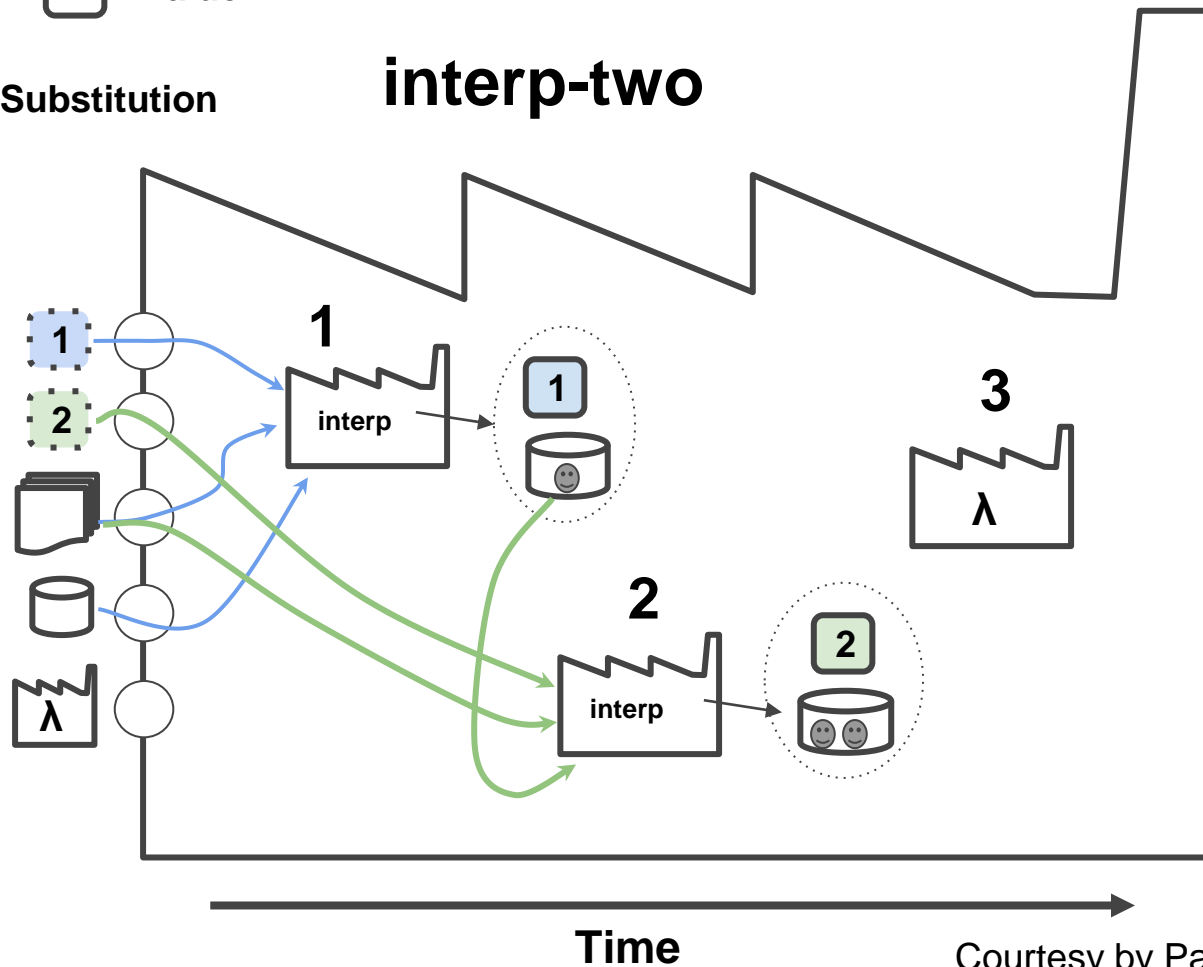 Substitution
interp-two
1
1
interp
1
2
3
λ
2
interp
2
λ
Time
Courtesy by Pa